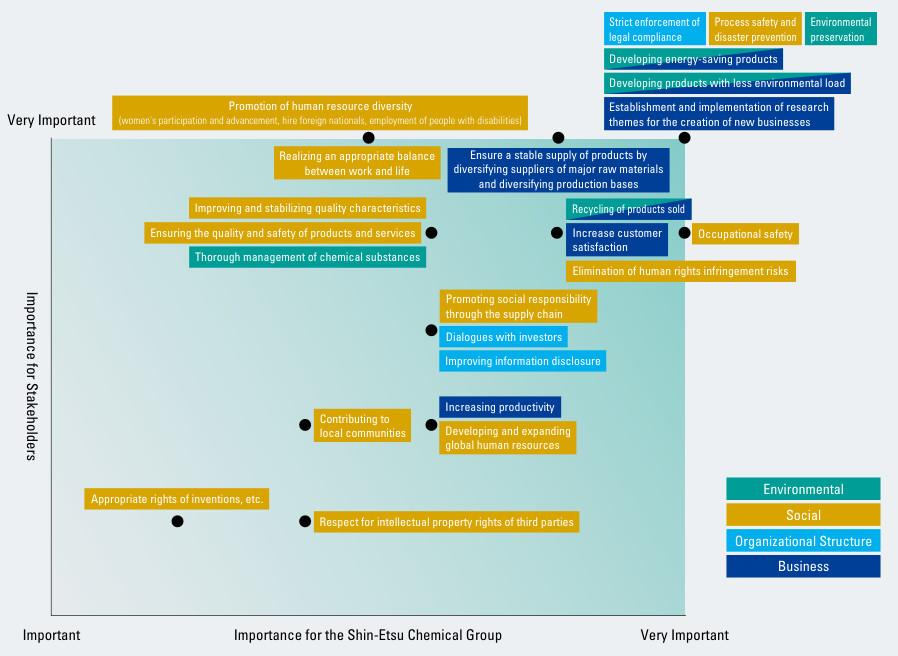 Strict enforcement of
legal compliance
Process safety and
disaster prevention
Environmental
preservation
Developing energy-saving products
Developing products with less environmental load
Establishment and implementation of research
themes for the creation of new businesses
Very Important
Promotion of human resource diversity
(women's participation and advancement, hire foreign nationals, employment of people with disabilities)
Realizing an appropriate balance
between work and life
Ensure a stable supply of products by
diversifying suppliers of major raw materials
and diversifying production bases
Improving and stabilizing quality characteristics
Ensuring the quality and safety of products and services
Thorough management of chemical substances
Recycling of products sold
Increase customer
satisfaction
Occupational safety
Elimination of human rights infringement risks
Importance for Stakeholders
Promoting social responsibility
through the supply chain
Dialogues with investors
Improving information disclosure
Contributing to
local communities
Increasing productivity
Developing and expanding
global human resources
Appropriate rights of inventions, etc.
Respect for intellectual property rights of third parties
Environmental
Social
Organizational Structure
Business
Important
Importance for the Shin-Etsu Chemical Group
Very Important